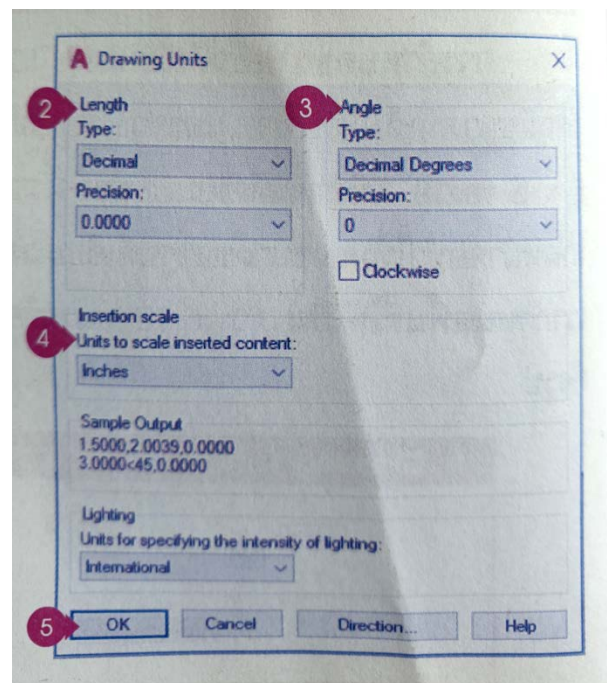 A Drawing Units X
2 Length
Type:
Decimal
Precision:
0.0000
3 Angle
Type:
Decimal Degrees
Precision:
0
Clockwise
Insertion scale
4 Units to scale inserted content:
Inches
Sample Output
1.5000,2.0039,0.0000
3.0000<45,0.0000
Lighting
Units for specifying the intensity of lighting:
International
5 OK Cancel Direction... Help